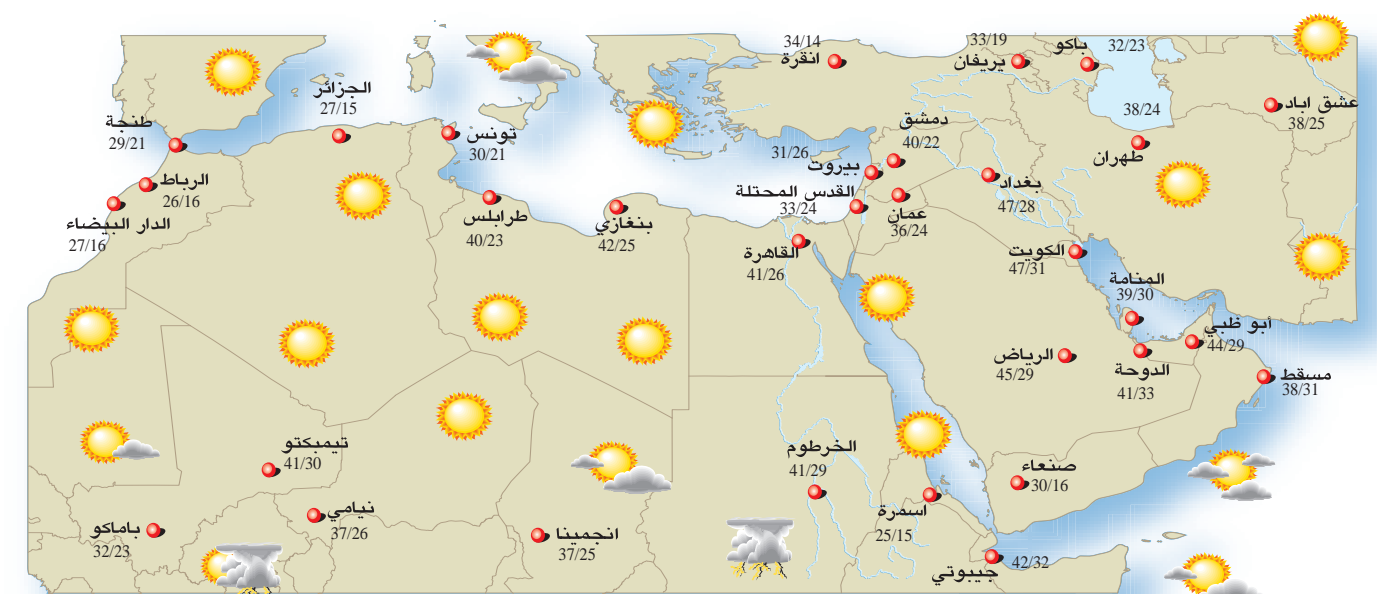 34/14
انقرة
33/19
يريفان
باكو
32/23
الجزائر
27/15
عشق اباد
38/25
38/24
طهران
طنجة
29/21
تونس
30/21
دمشق
40/22
31/26
بيروت
بغداد
47/28
الرباط
26/16
القدس المحتلة
33/24
عمان
36/24
الدار البيضاء
27/16
طرابلس
40/23
بنغازي
42/25
القاهرة
41/26
الكويت
47/31
المنامة
39/30
أبو ظبي
44/29
الرياض
45/29
الدوحة
41/33
مسقط
38/31
تيمبكتو
41/30
الخرطوم
41/29
صنعاء
30/16
نيامي
37/26
اسمرة
25/15
باماكو
32/23
انجمينا
37/25
42/32
جيبوتي